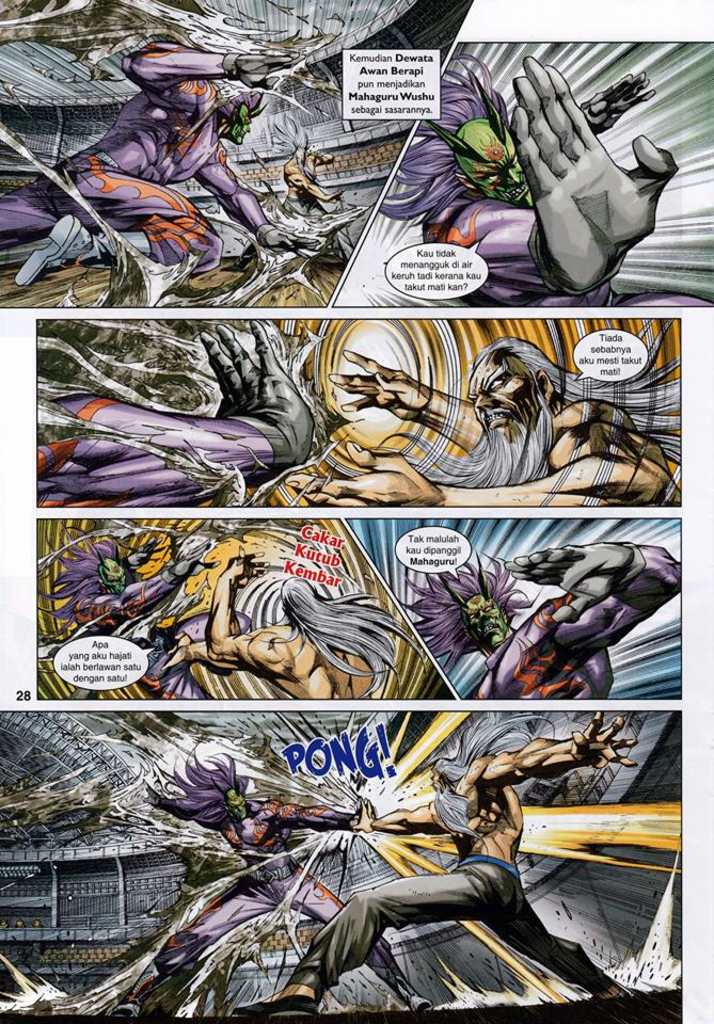 Kemudian Dewata
Awan Berapi
pun menjadikan
Mahaguru Wushu
sebagai sasarannya.
Kau tidak
menangguk di air
keruh tadi kerana kau
takut mati kan?
Tiada
sebabnya
aku mesti takut
mati!
Cakar
Kutub
Kembar
Apa
yang aku hajati
ialah berlawan satu
dengan satu!
Tak malulah
kau dipanggil
Mahaguru!
28
PONG!